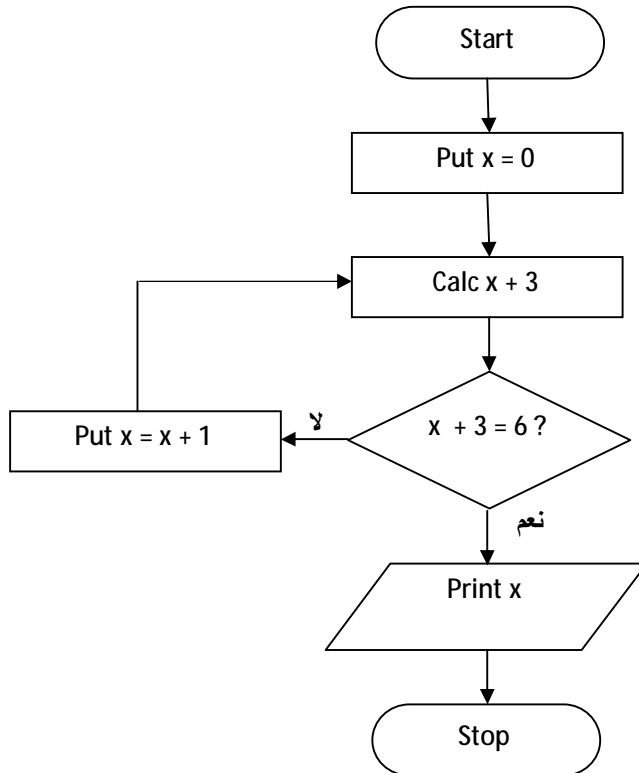 Start
Put x = 0
Calc x + 3
x + 3 = 6 ?
لا
Put x = x + 1
نعم
Print x
Stop